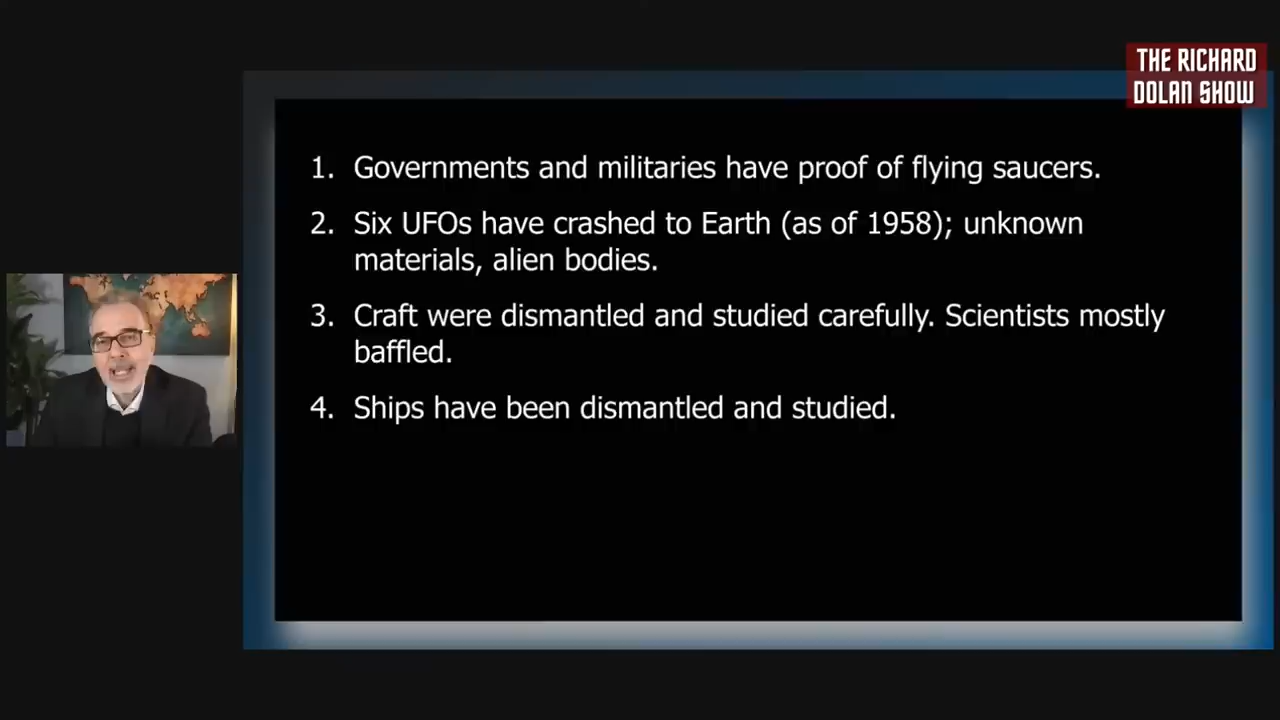 THE RICHARD
DOLAN SHOW
1. Governments and militaries have proof of flying saucers.
2. Six UFOs have crashed to Earth (as of 1958); unknown
materials, alien bodies.
3. Craft were dismantled and studied carefully. Scientists mostly
baffled.
4. Ships have been dismantled and studied.